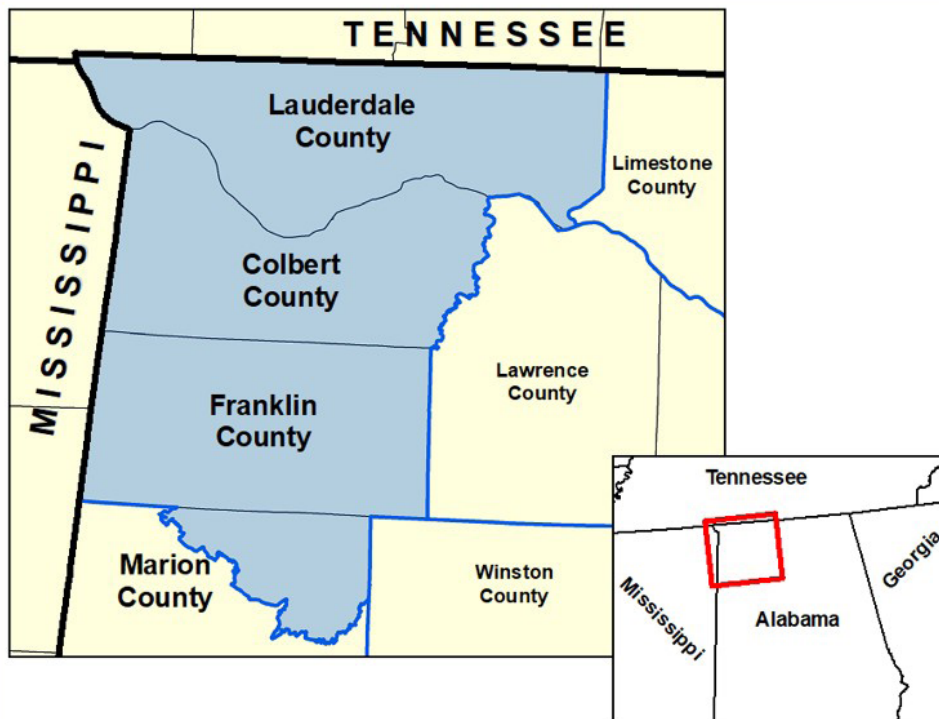 TENNESSEE
Lauderdale
County
Limestone
County
MISSISSIPPI
Colbert
County
Lawrence
County
Franklin
County
Marion
County
Winston
County
Tennessee
Mississippi
Alabama
Georgia